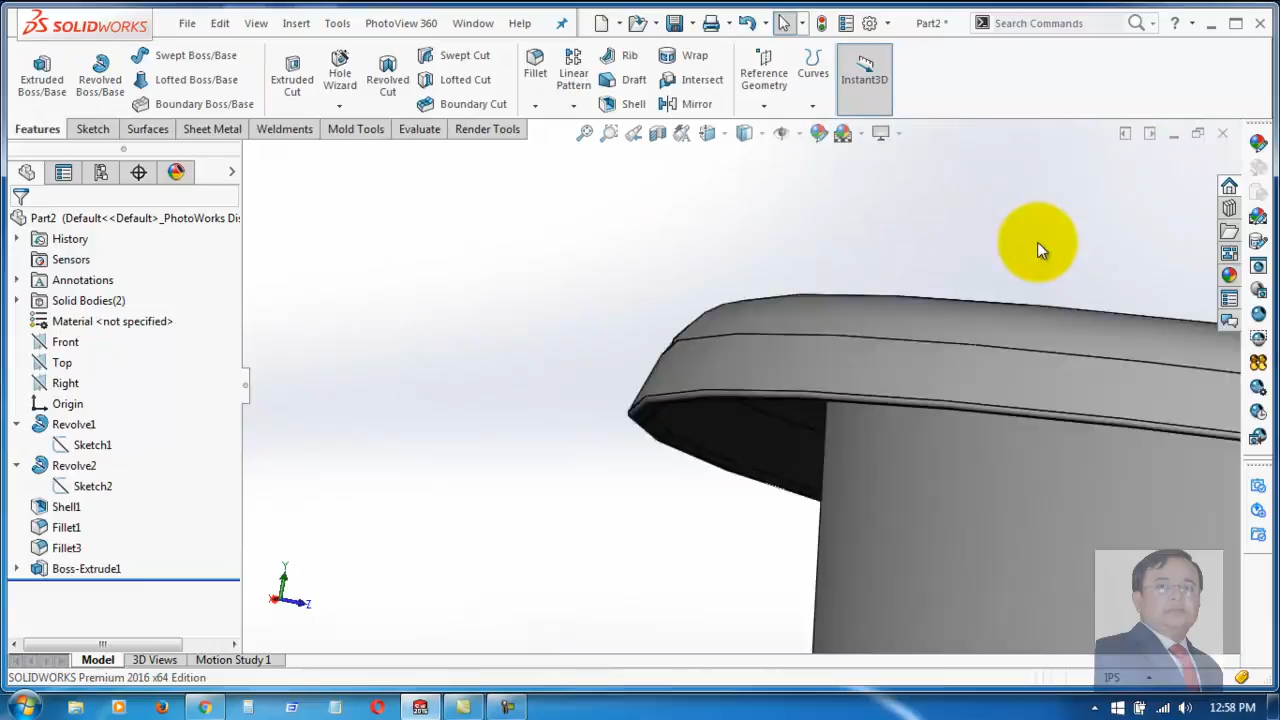 SOLIDWORKS File Edit View Insert Tools PhotoView 360 Window Help Part2 * Search Commands ?
Extruded Boss/Base
Revolved Boss/Base
Swept Boss/Base
Lofted Boss/Base
Boundary Boss/Base
Extruded Cut
Hole Wizard
Revolved Cut
Swept Cut
Lofted Cut
Boundary Cut
Fillet
Linear Pattern
Rib
Draft
Shell
Wrap
Intersect
Mirror
Reference Geometry
Curves
Instant3D
Features Sketch Surfaces Sheet Metal Weldments Mold Tools Evaluate Render Tools
Part2 (Default<<Default>_PhotoWorks Di
History
Sensors
Annotations
Solid Bodies(2)
Material <not specified>
Front
Top
Right
Origin
Revolve1
Sketch1
Revolve2
Sketch2
Shell1
Fillet1
Fillet3
Boss-Extrude1
Y
X Z
Model 3D Views Motion Study 1
SOLIDWORKS Premium 2016 x64 Edition IPS
12:58 PM